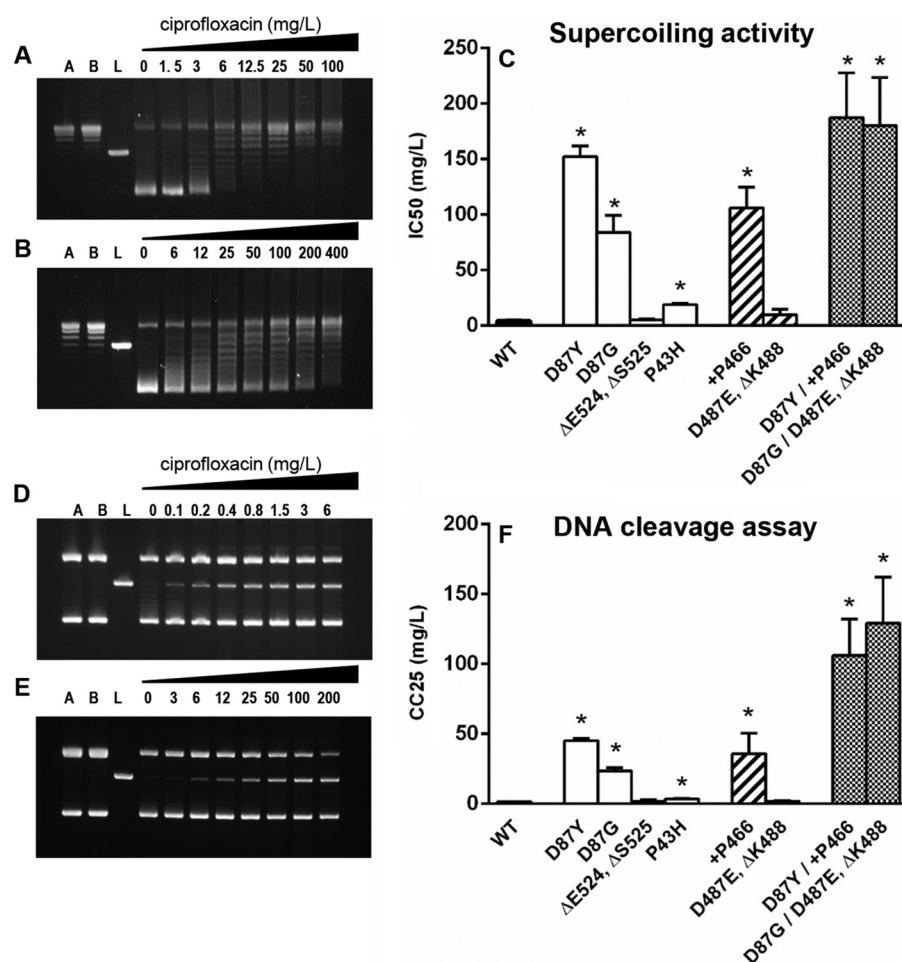 ciprofloxacin (mg/L)
A
A B L 0 1.5 3 6 12.5 25 50 100
B
A B L 0 6 12 25 50 100 200 400
C
Supercoiling activity
IC50 (mg/L)
250
200
150
100
50
0
* * * * * *
WT
D87Y
D87G
ΔE524, ΔS525
P43H
+P466
D487E, ΔK488
D87Y / +P466
D87G / D487E, ΔK488
ciprofloxacin (mg/L)
D
A B L 0 0.1 0.2 0.4 0.8 1.5 3 6
E
A B L 0 3 6 12 25 50 100 200
F
DNA cleavage assay
CC25 (mg/L)
200
150
100
50
0
* * * * * *
WT
D87Y
D87G
ΔE524, ΔS525
P43H
+P466
D487E, ΔK488
D87Y / +P466
D87G / D487E, ΔK488